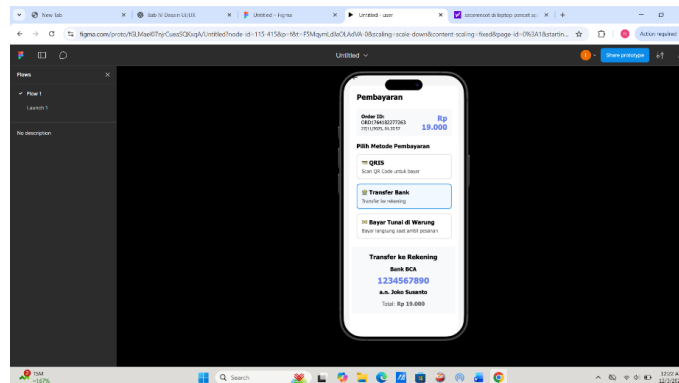 New Tab
Bab IV Desain UI/UX
Untitled - Figma
Untitled - user
Untitled
Share prototype
Action required
Flows
Flow 1
Launch 1
No description
Pembayaran
Order ID:
Rp
19.000
Pilih Metode Pembayaran
QRIS
Scan QR Code untuk bayar
Transfer Bank
Transfer ke rekening
Bayar Tunai di Warung
Bayar langsung saat ambil pesanan
Transfer ke Rekening
Bank BCA
1234567890
a.n. Joko Susanto
Total: Rp 19.000
Search